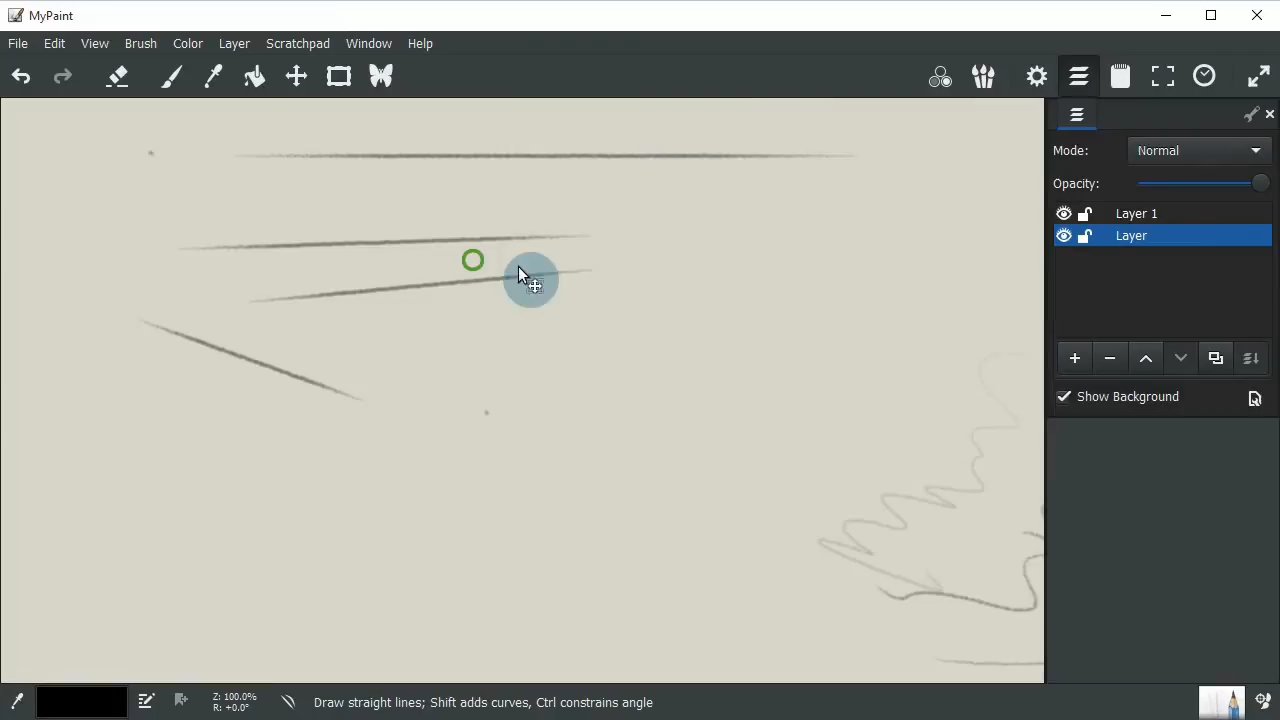 MyPaint
File Edit View Brush Color Layer Scratchpad Window Help
Mode: Normal
Opacity:
Layer 1
Layer
Show Background
Z: 100.0%
R: +0.0°
Draw straight lines; Shift adds curves, Ctrl constrains angle